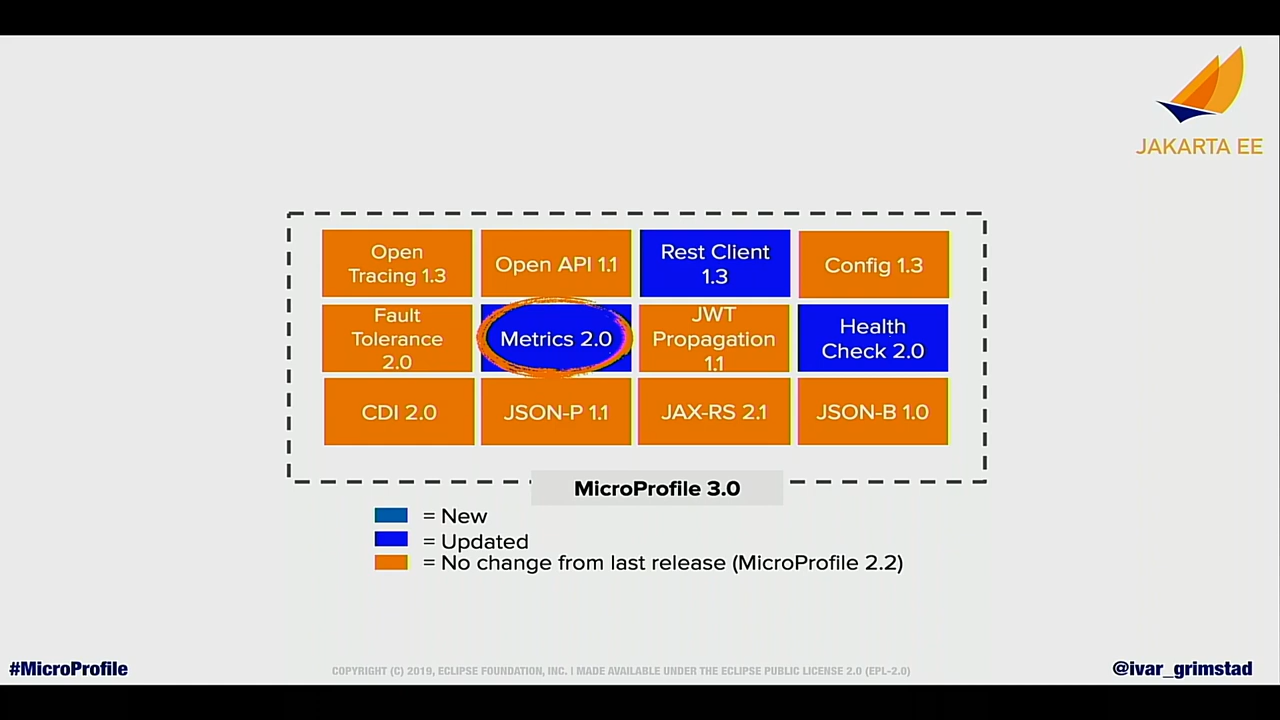 JAKARTA EE
Open
Tracing 1.3
Open API 1.1
Rest Client
1.3
Config 1.3
Fault
Tolerance
2.0
Metrics 2.0
JWT
Propagation
1.1
Health
Check 2.0
CDI 2.0
JSON-P 1.1
JAX-RS 2.1
JSON-B 1.0
MicroProfile 3.0
= New
= Updated
= No change from last release (MicroProfile 2.2)
#MicroProfile
COPYRIGHT (C) 2019, ECLIPSE FOUNDATION, INC. | MADE AVAILABLE UNDER THE ECLIPSE PUBLIC LICENSE 2.0 (EPL-2.0)
@ivar_grimstad